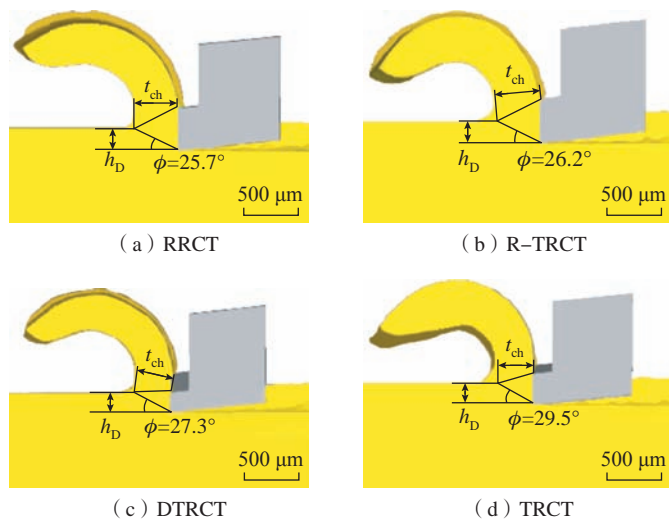 t_ch
h_D
ϕ=25.7°
500 μm
（a）RRCT
t_ch
h_D
ϕ=26.2°
500 μm
（b）R–TRCT
t_ch
h_D
ϕ=27.3°
500 μm
（c）DTRCT
t_ch
h_D
ϕ=29.5°
500 μm
（d）TRCT